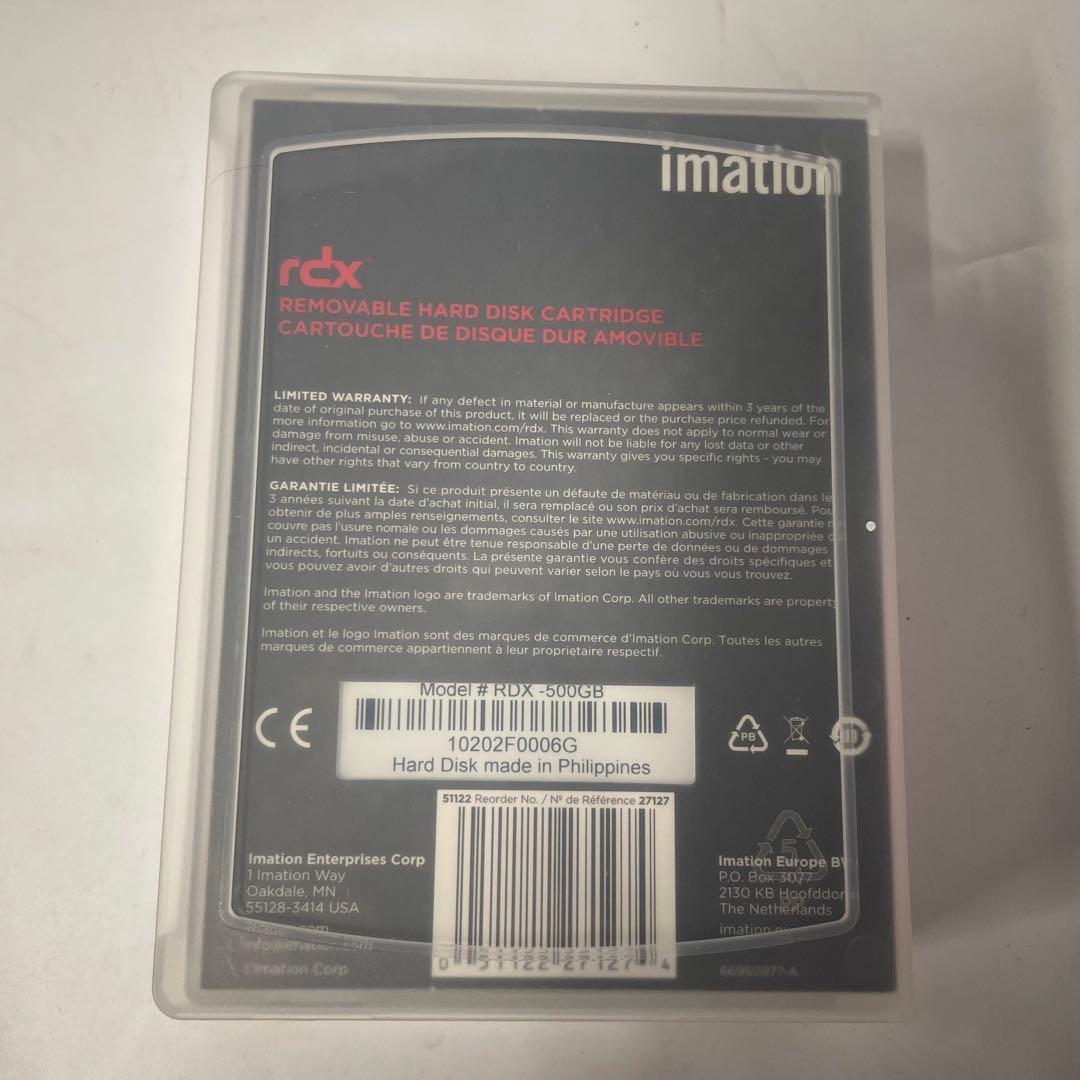 imation
rdx
REMOVABLE HARD DISK CARTRIDGE
CARTOUCHE DE DISQUE DUR AMOVIBLE
LIMITED WARRANTY: If any defect in material or manufacture appears within 3 years of the
date of original purchase of this product, it will be replaced or the purchase price refunded. For
more information go to www.imation.com/rdx. This warranty does not apply to normal wear or
damage from misuse, abuse or accident. Imation will not be liable for any lost data or other
indirect, incidental or consequential damages. This warranty gives you specific rights - you may
have other rights that vary from country to country.
GARANTIE LIMITÉE: Si ce produit présente un défaute de matériau ou de fabrication dans le
3 années suivant la date d'achat initial, il sera remplacé ou son prix d'achat sera remboursé. Pou
obtenir de plus amples renseignements, consulter le site www.imation.com/rdx. Cette garantie
couvre pas l'usure nomale ou les dommages causés par une utilisation abusive ou inappropriée
un accident. Imation ne peut être tenue responsable d'une perte de données ou de dommages
indirects, fortuits ou conséquents. La présente garantie vous confère des droits spécifiques et
vous pouvez avoir d'autres droits qui peuvent varier selon le pays où vous vous trouvez.
Imation and the Imation logo are trademarks of Imation Corp. All other trademarks are property
of their respective owners.
Imation et le logo Imation sont des marques de commerce d'Imation Corp. Toutes les autres
marques de commerce appartiennent à leur proprietaire respectif.
Model # RDX -500GB
10202F0006G
Hard Disk made in Philippines
CE
PB
51122 Reorder No. / Nº de Référence 27127
0 51122 27127 4
Imation Enterprises Corp
1 Imation Way
Oakdale, MN
55128-3414 USA
info@imation.com
©Imation Corp
Imation Europe BV
P.O. Box 3077
2130 KB Hoofddor
The Netherlands
imation.eu
66950977-A
5
PP